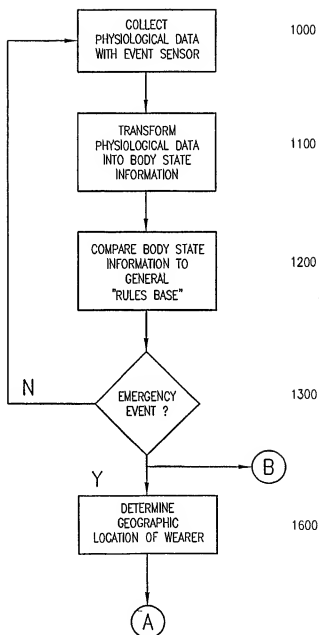 COLLECT
PHYSIOLOGICAL DATA
WITH EVENT SENSOR
1000
TRANSFORM
PHYSIOLOGICAL DATA
INTO BODY STATE
INFORMATION
1100
COMPARE BODY STATE
INFORMATION TO
GENERAL
"RULES BASE"
1200
EMERGENCY
EVENT ?
1300
N
B
Y
DETERMINE
GEOGRAPHIC
LOCATION OF WEARER
1600
A